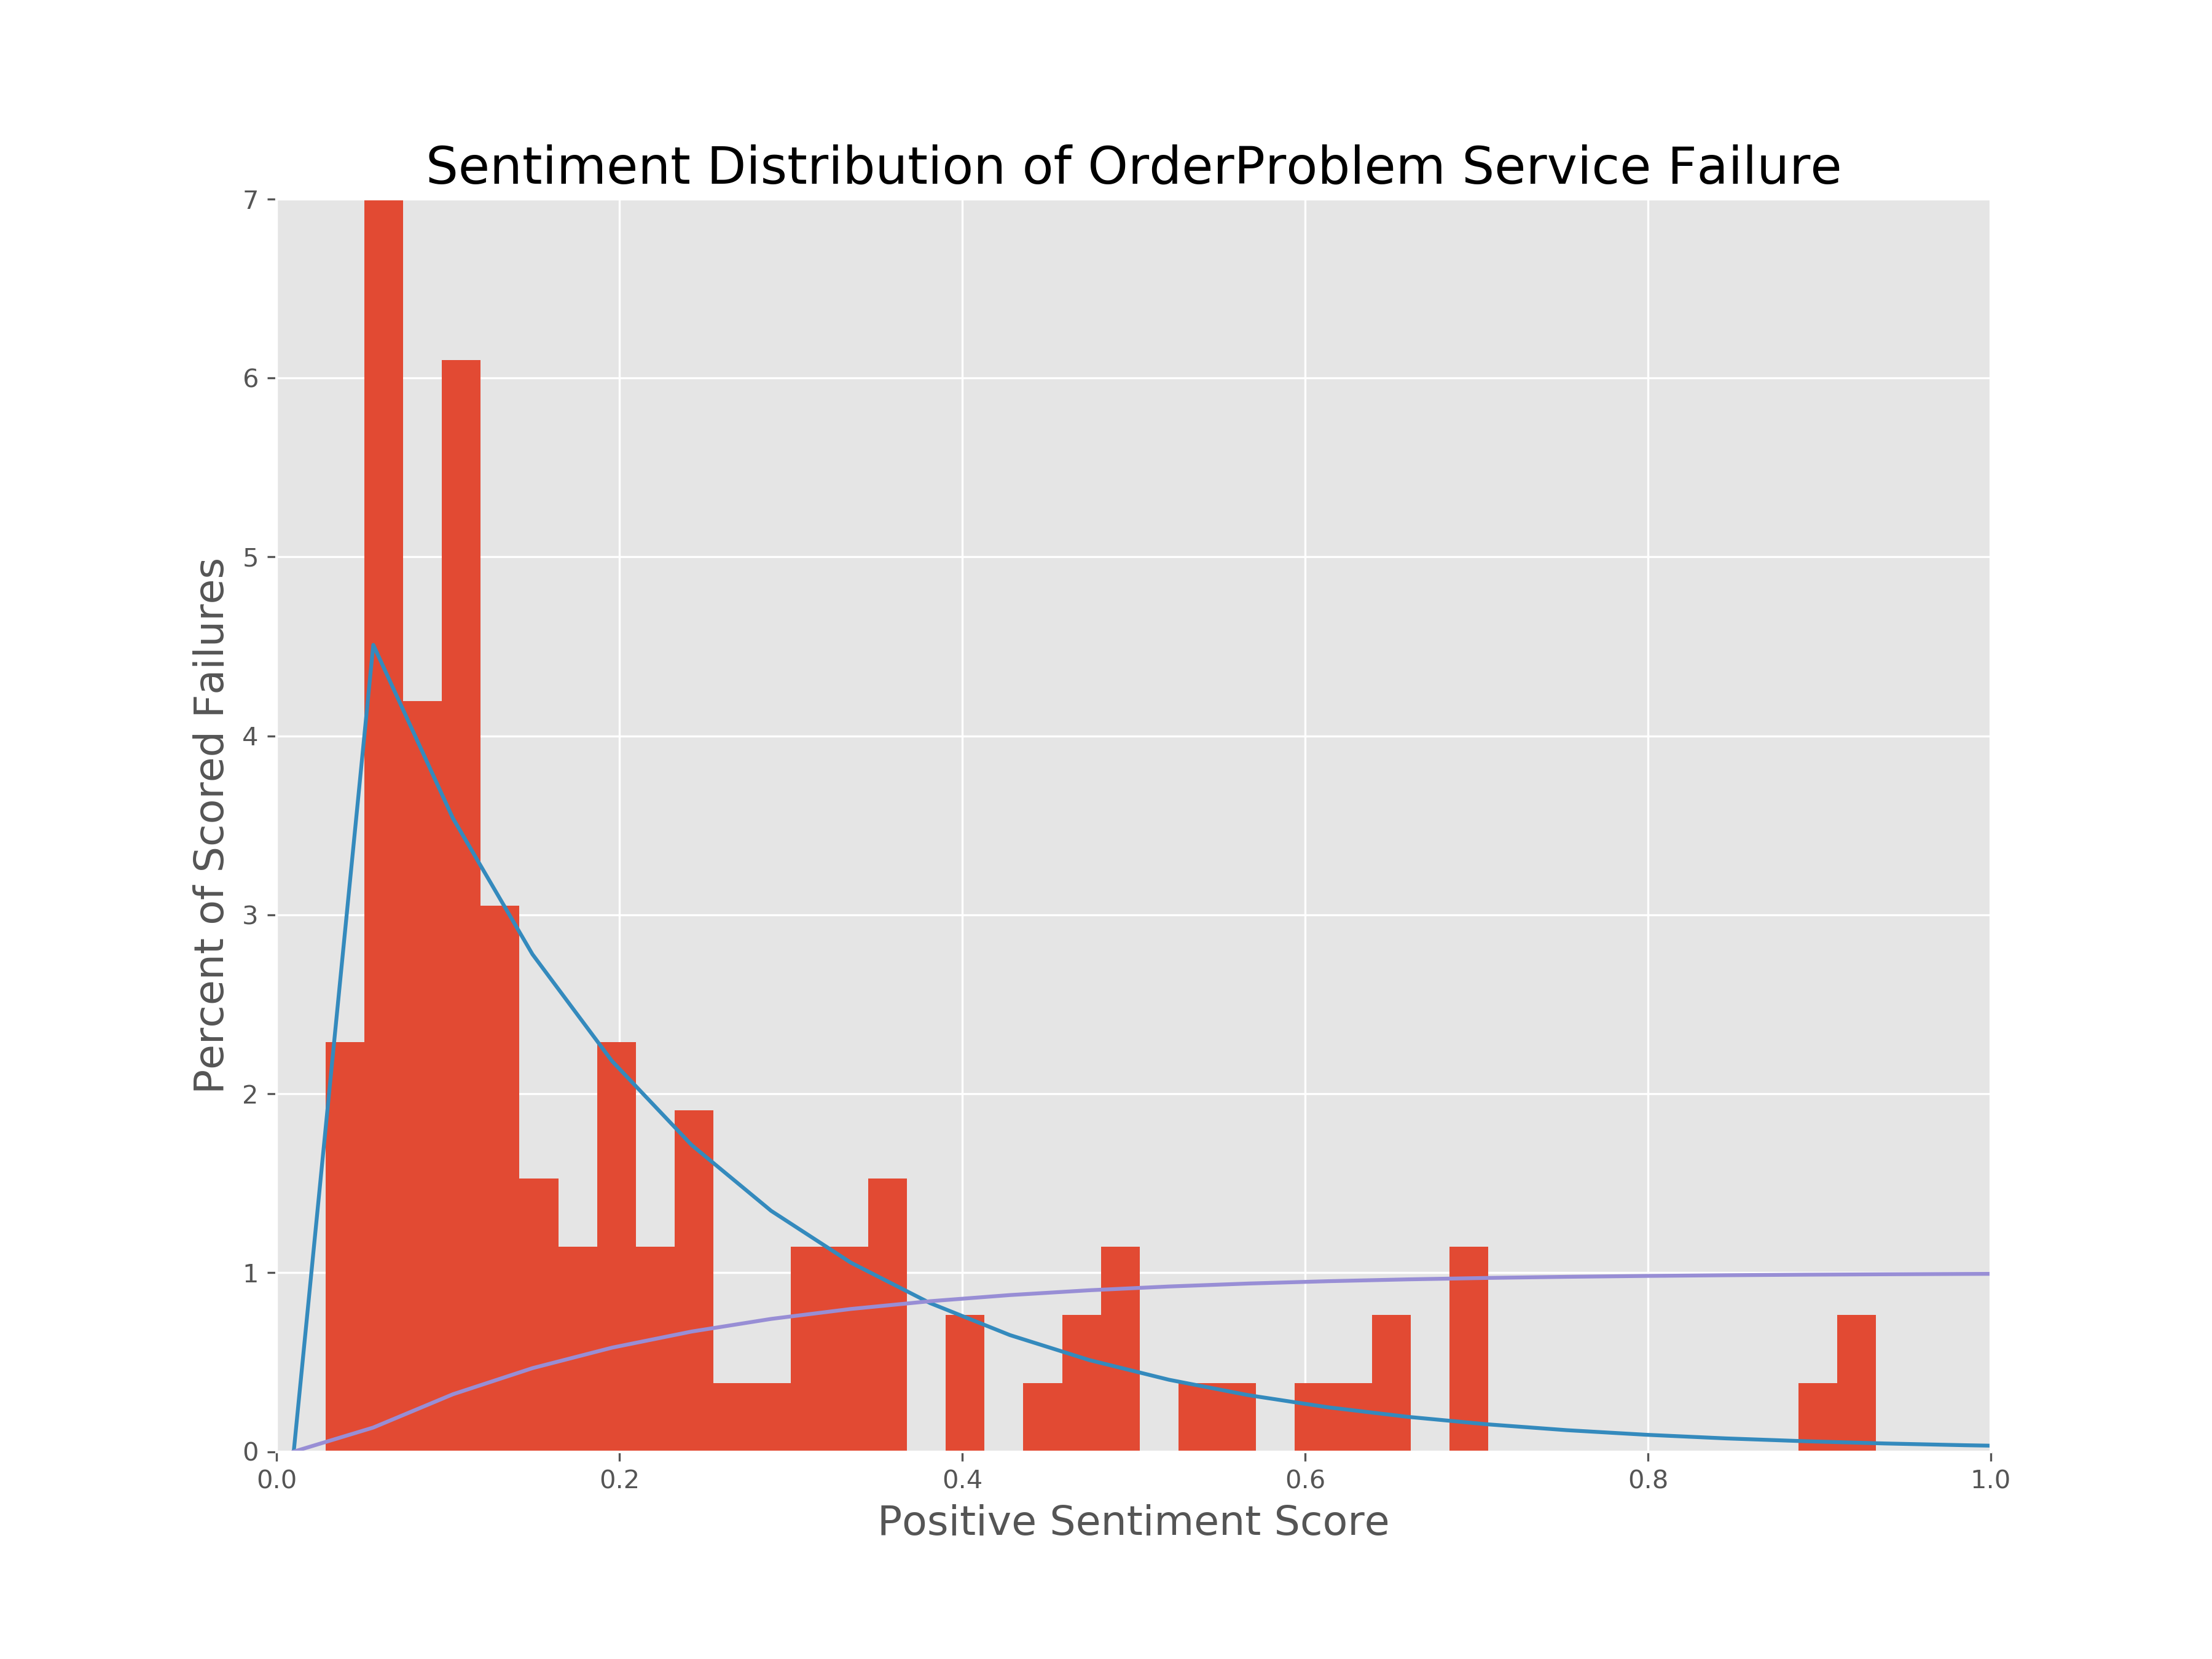 Sentiment Distribution of OrderProblem Service Failure
7
6
5
4
3
2
1
0
Percent of Scored Failures
0.0 0.2 0.4 0.6 0.8 1.0
Positive Sentiment Score